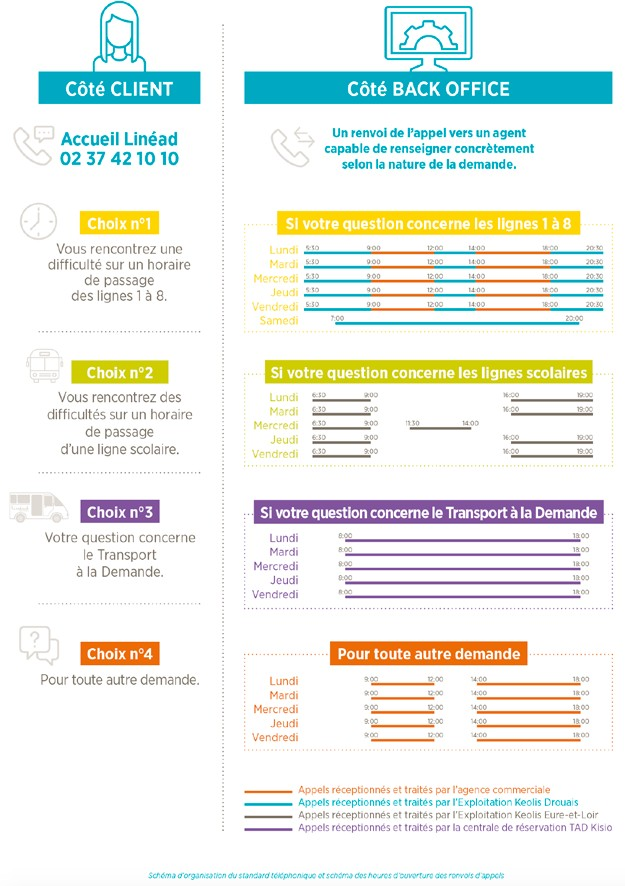 Côté CLIENT
Côté BACK OFFICE
Accueil Linéad
02 37 42 10 10
Un renvoi de l'appel vers un agent
capable de renseigner concrètement
selon la nature de la demande.
Choix n°1
Vous rencontrez une
difficulté sur un horaire
de passage
des lignes 1 à 8.
Si votre question concerne les lignes 1 à 8
Lundi 5:30 9:00 12:00 14:00 18:00 20:30
Mardi 5:30 9:00 12:00 14:00 18:00 20:30
Mercredi 5:30 9:00 12:00 14:00 18:00 20:30
Jeudi 5:30 9:00 12:00 14:00 18:00 20:30
Vendredi 5:30 9:00 12:00 14:00 18:00 20:30
Samedi 7:00 20:00
Choix n°2
Vous rencontrez des
difficultés sur un horaire
de passage
d'une ligne scolaire.
Si votre question concerne les lignes scolaires
Lundi 6:30 9:00 16:00 19:00
Mardi 6:30 9:00 16:00 19:00
Mercredi 6:30 9:00 11:30 14:00
Jeudi 6:30 9:00 16:00 19:00
Vendredi 6:30 9:00 16:00 19:00
Choix n°3
Votre question concerne
le Transport
à la Demande.
Si votre question concerne le Transport à la Demande
Lundi 8:00 18:00
Mardi 8:00 18:00
Mercredi 8:00 18:00
Jeudi 8:00 18:00
Vendredi 8:00 18:00
Choix n°4
Pour toute autre demande.
Pour toute autre demande
Lundi 9:00 12:00 14:00 18:00
Mardi 9:00 12:00 14:00 18:00
Mercredi 9:00 12:00 14:00 18:00
Jeudi 9:00 12:00 14:00 18:00
Vendredi 9:00 12:00 14:00 18:00
Appels réceptionnés et traités par l'agence commerciale
Appels réceptionnés et traités par l'Exploitation Keolis Drouais
Appels réceptionnés et traités par l'Exploitation Keolis Eure-et-Loir
Appels réceptionnés et traités par la centrale de réservation TAD Kisio
Schéma d'organisation du standard téléphonique et schéma des heures d'ouverture des renvois d'appels